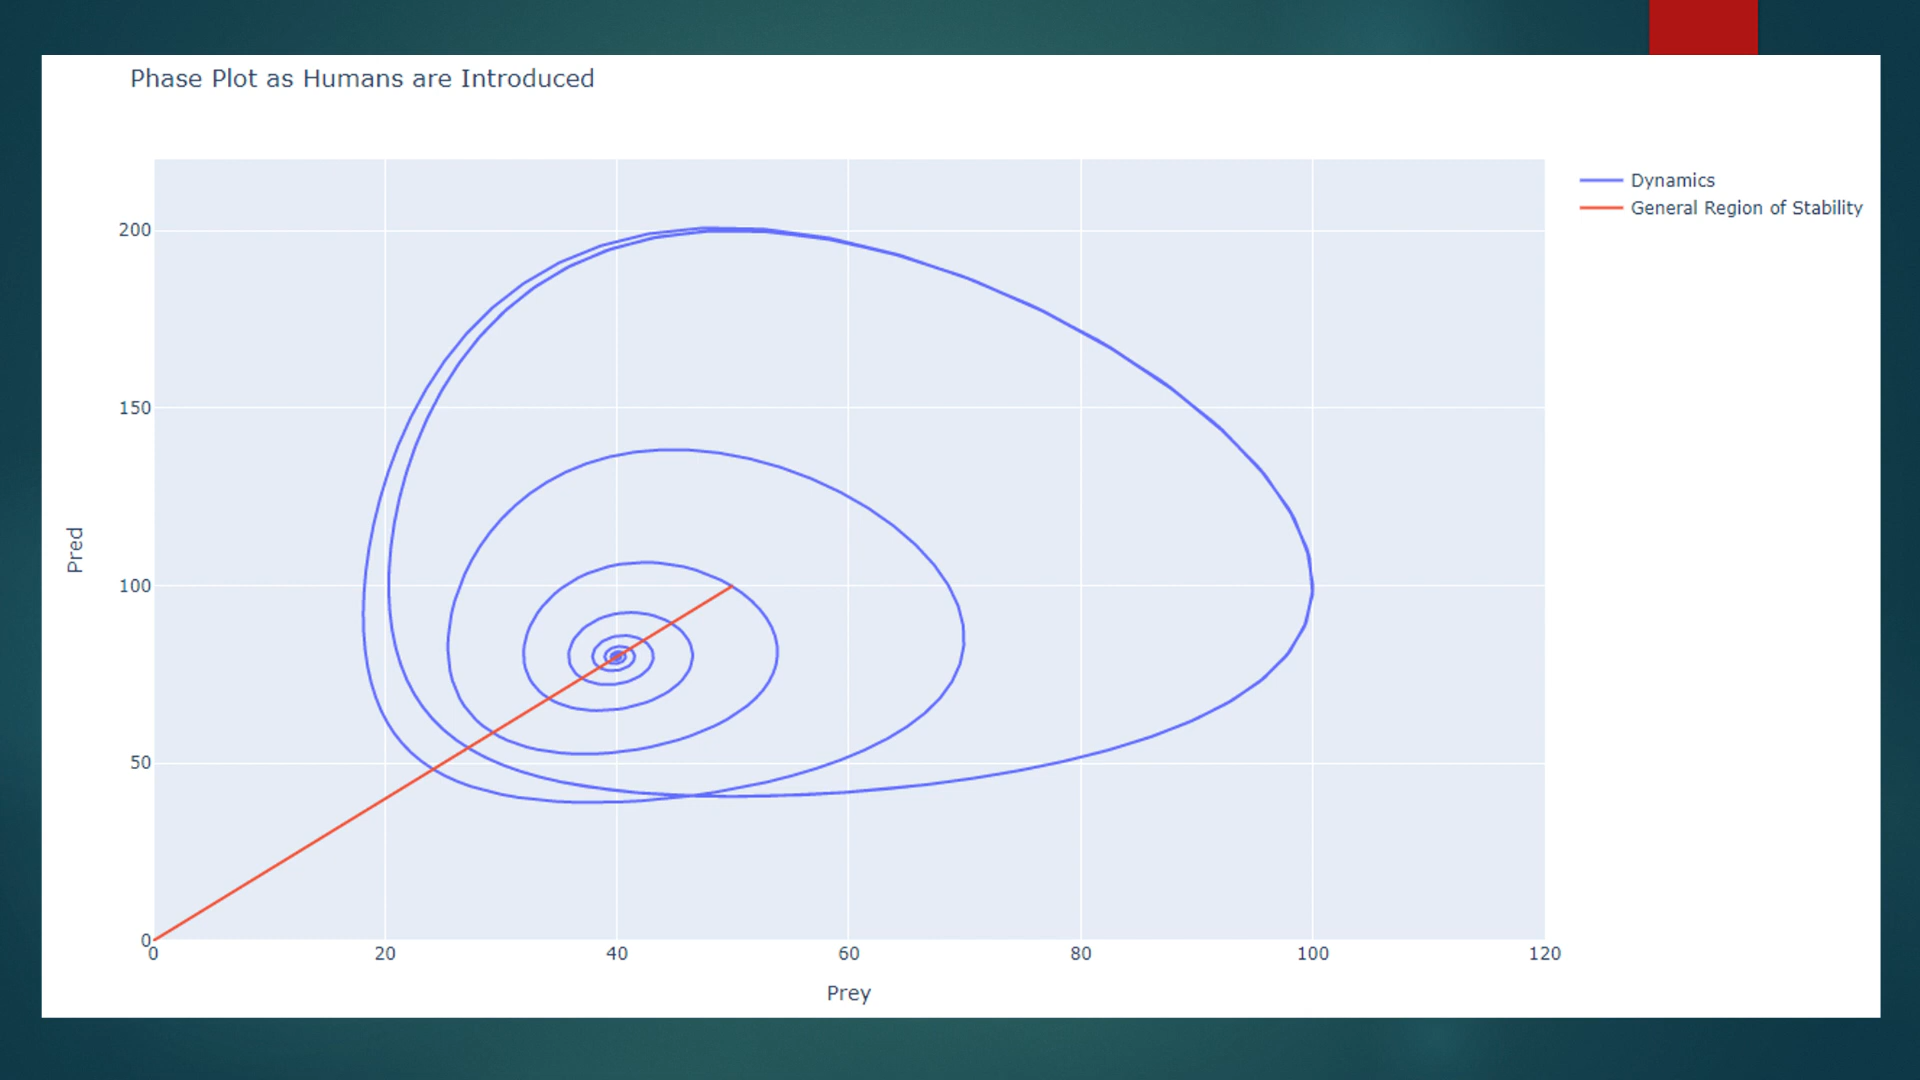 Phase Plot as Humans are Introduced
Dynamics
General Region of Stability
200
150
100
50
0
0
20
40
60
80
100
120
Pred
Prey